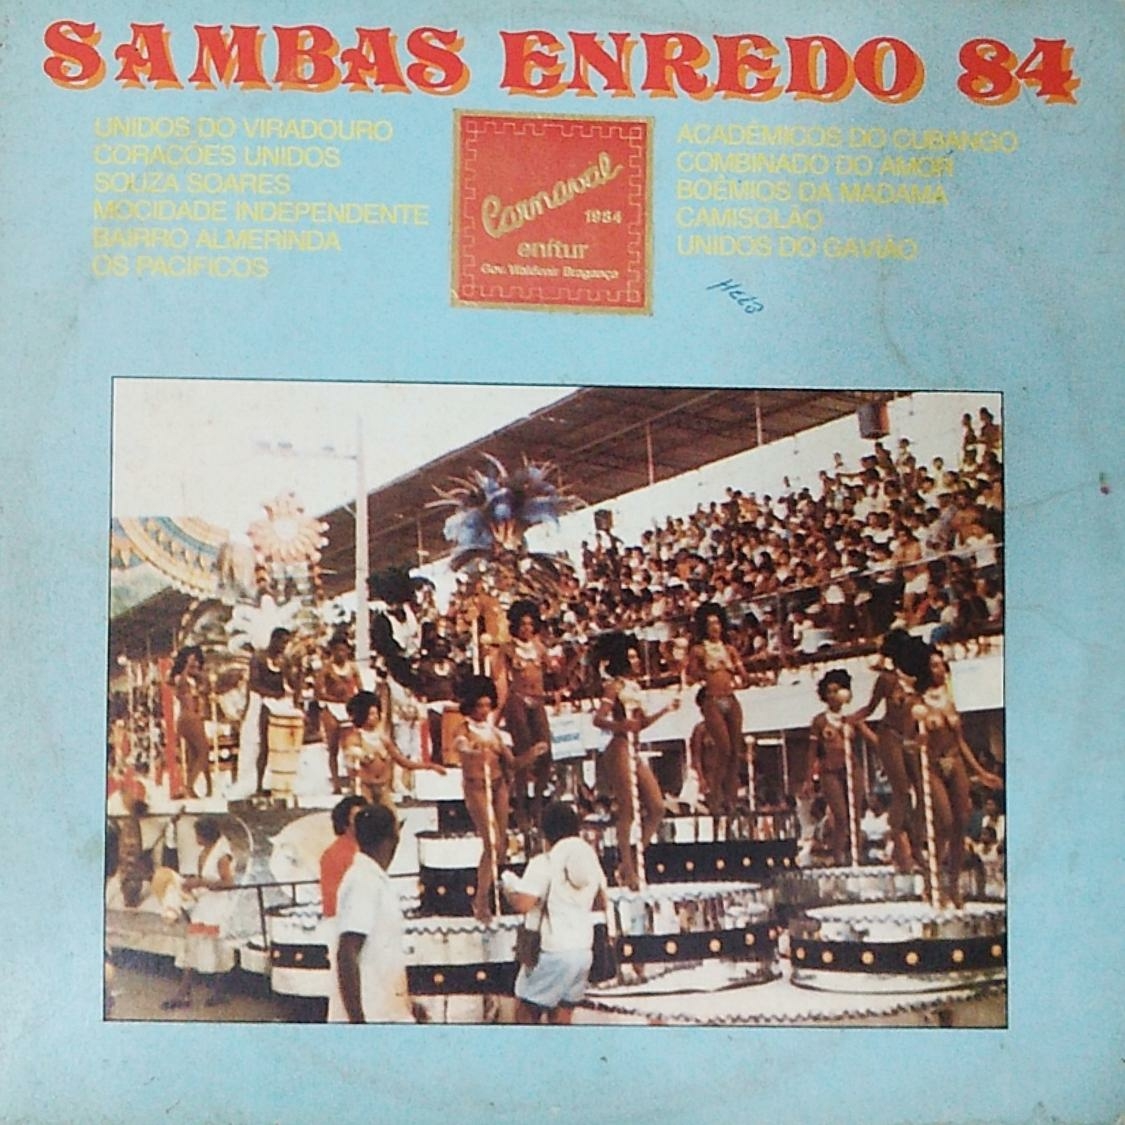 SAMBAS ENREDO 84
UNIDOS DO VIRADOURO
CORAÇÕES UNIDOS
SOUZA SOARES
MOCIDADE INDEPENDENTE
BAIRRO ALMERINDA
OS PACÍFICOS
Carnaval
1984
enitur
Gov. Waldenir Bragança
ACADÊMICOS DO CUBANGO
COMBINADO DO AMOR
BOÊMIOS DA MADAMA
CAMISOLÃO
UNIDOS DO GAVIÃO